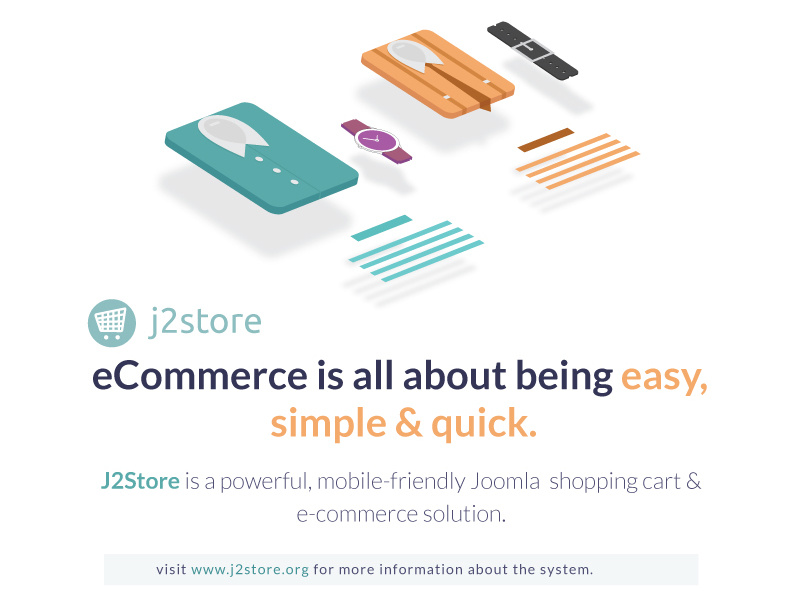 j2store
eCommerce is all about being easy,
simple & quick.
J2Store is a powerful, mobile-friendly Joomla shopping cart &
e-commerce solution.
visit www.j2store.org for more information about the system.